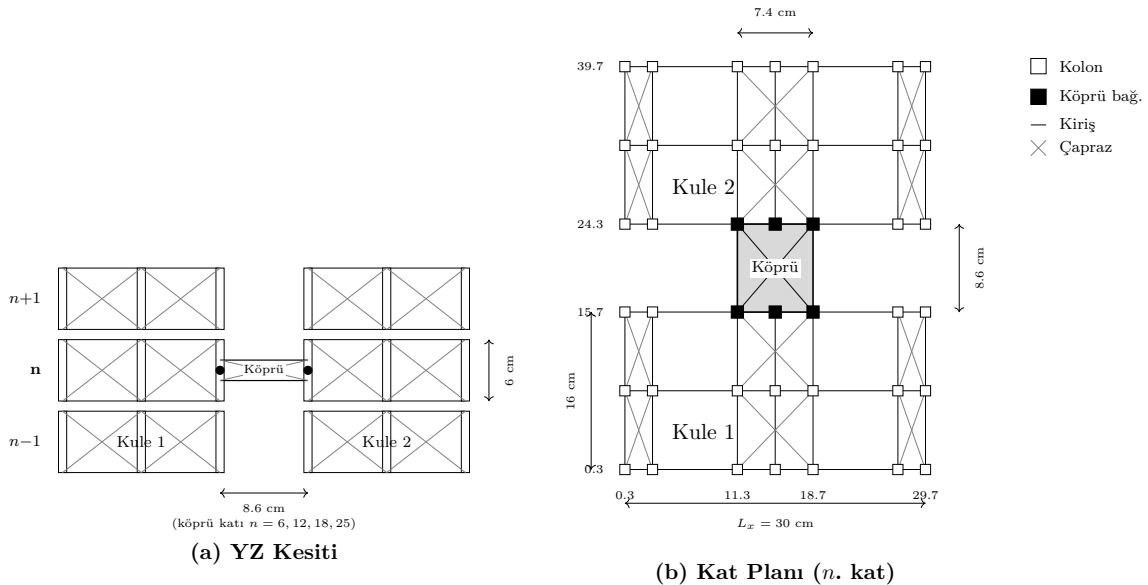 n+1
n
n−1
Köprü
6 cm
Kule 1
Kule 2
8.6 cm
(köprü katı n = 6, 12, 18, 25)
(a) YZ Kesiti
7.4 cm
39.7
24.3
15.7
0.3
Kule 2
Köprü
8.6 cm
16 cm
Kule 1
0.3
11.3
18.7
29.7
L_x = 30 cm
(b) Kat Planı (n. kat)
Kolon
Köprü bağ.
Kiriş
Çapraz